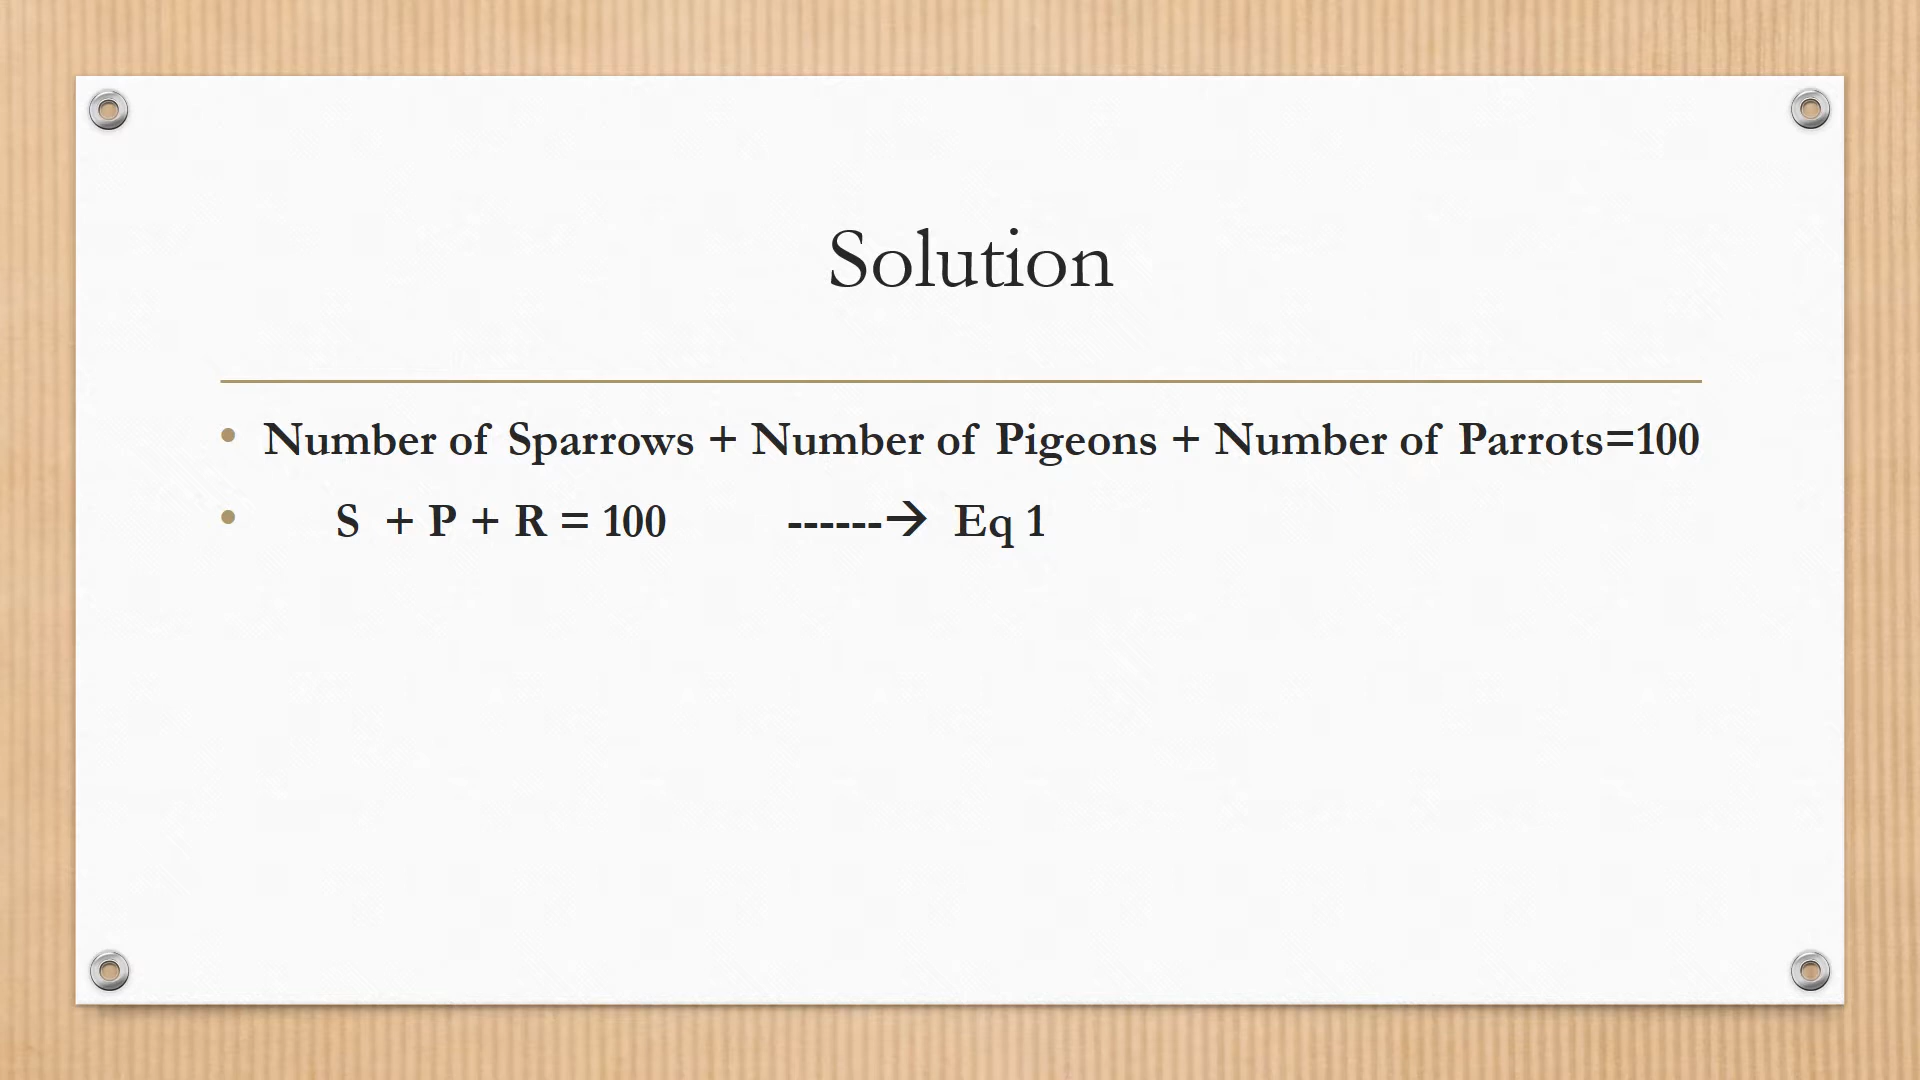 Solution
• Number of Sparrows + Number of Pigeons + Number of Parrots=100
• S + P + R = 100 ------→ Eq 1